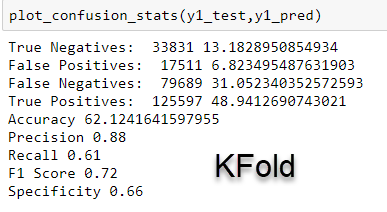 plot_confusion_stats(y1_test,y1_pred)
True Negatives:  33831 13.1828950854934
False Positives:  17511 6.823495487631903
False Negatives:  79689 31.052340352572593
True Positives:  125597 48.9412690743021
Accuracy 62.1241641597955
Precision 0.88
Recall 0.61
F1 Score 0.72
Specificity 0.66
KFold